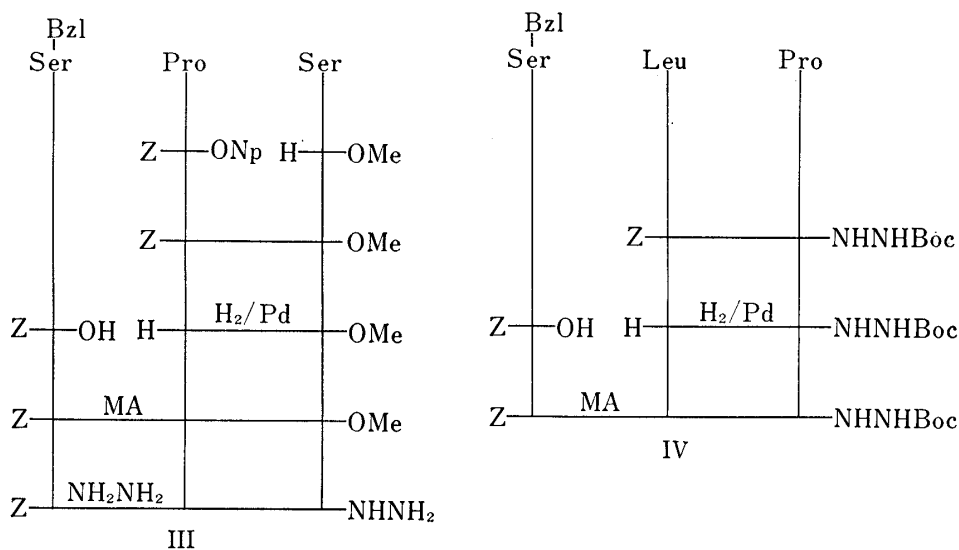 Bzl
Ser Pro Ser
Z ONp H OMe
Z OMe
Z OH H H₂/Pd OMe
Z MA OMe
Z NH₂NH₂ NHNH₂
III
Bzl
Ser Leu Pro
Z NHNHBoc
Z OH H H₂/Pd NHNHBoc
Z MA NHNHBoc
IV